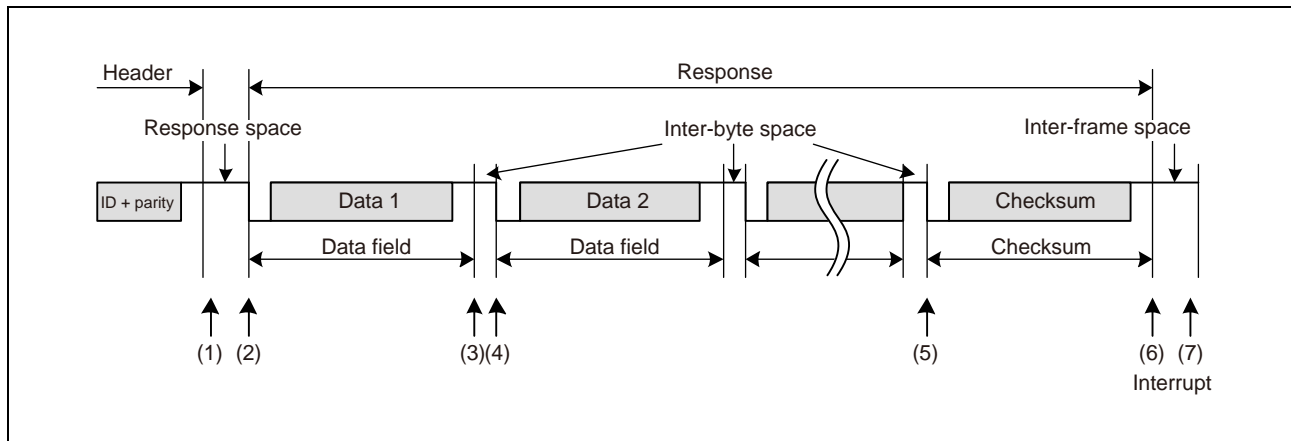 Header
Response
Response space
Inter-byte space
Inter-frame space
ID + parity
Data 1
Data 2
Checksum
Data field
Data field
Checksum
(1)
(2)
(3)
(4)
(5)
(6)
(7)
Interrupt